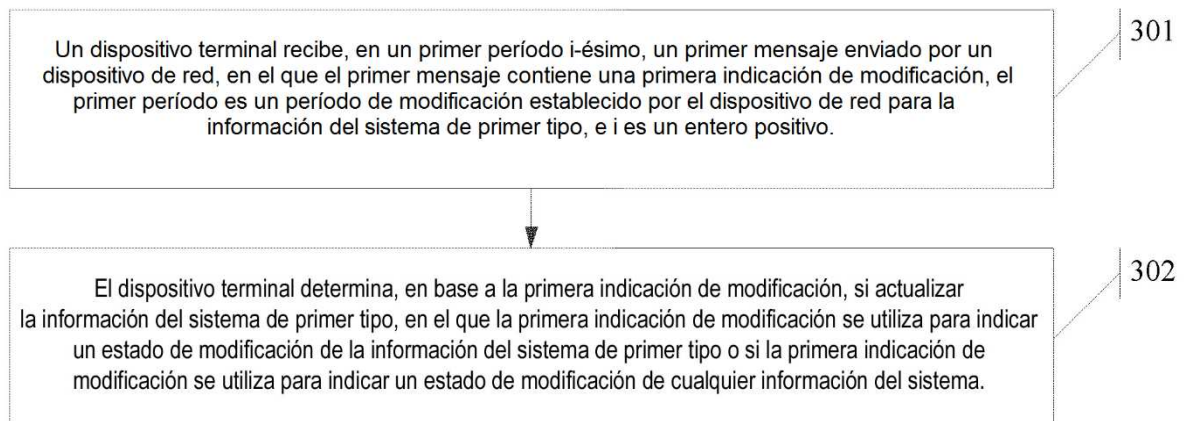 301
Un dispositivo terminal recibe, en un primer período i-ésimo, un primer mensaje enviado por un
dispositivo de red, en el que el primer mensaje contiene una primera indicación de modificación, el
primer período es un período de modificación establecido por el dispositivo de red para la
información del sistema de primer tipo, e i es un entero positivo.
302
El dispositivo terminal determina, en base a la primera indicación de modificación, si actualizar
la información del sistema de primer tipo, en el que la primera indicación de modificación se utiliza para indicar
un estado de modificación de la información del sistema de primer tipo o si la primera indicación de
modificación se utiliza para indicar un estado de modificación de cualquier información del sistema.